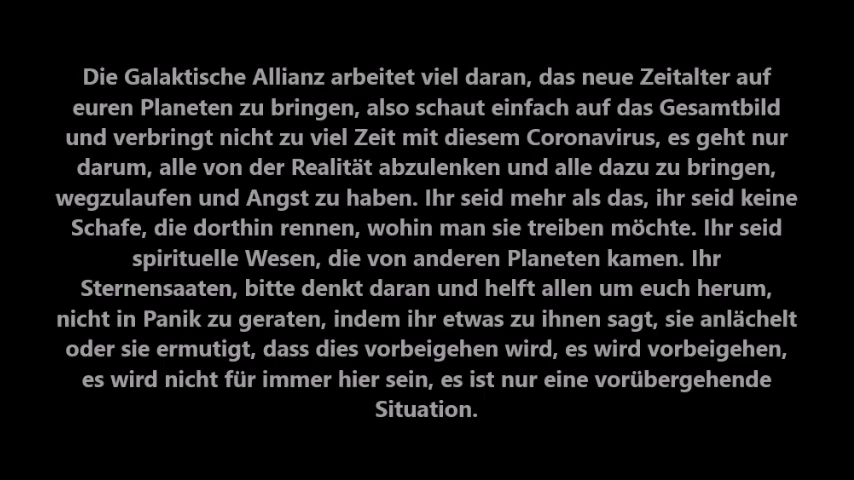 Die Galaktische Allianz arbeitet viel daran, das neue Zeitalter auf
euren Planeten zu bringen, also schaut einfach auf das Gesamtbild
und verbringt nicht zu viel Zeit mit diesem Coronavirus, es geht nur
darum, alle von der Realität abzulenken und alle dazu zu bringen,
wegzulaufen und Angst zu haben. Ihr seid mehr als das, ihr seid keine
Schafe, die dorthin rennen, wohin man sie treiben möchte. Ihr seid
spirituelle Wesen, die von anderen Planeten kamen. Ihr
Sternensaaten, bitte denkt daran und helft allen um euch herum,
nicht in Panik zu geraten, indem ihr etwas zu ihnen sagt, sie anlächelt
oder sie ermutigt, dass dies vorbeigehen wird, es wird vorbeigehen,
es wird nicht für immer hier sein, es ist nur eine vorübergehende
Situation.